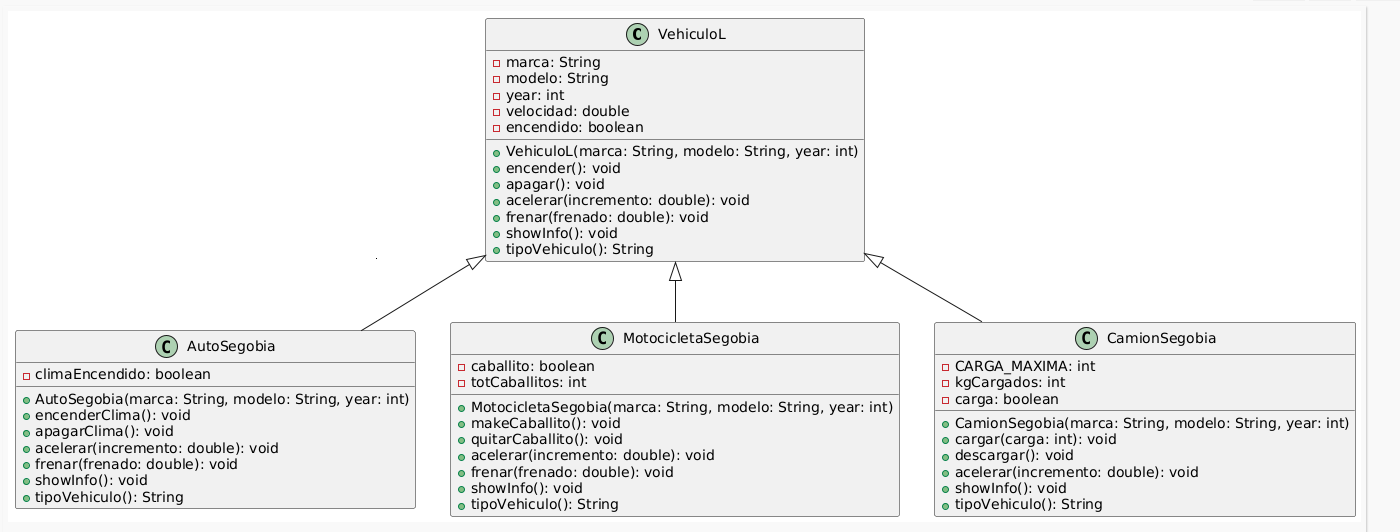 C VehiculoL
marca: String
modelo: String
year: int
velocidad: double
encendido: boolean
VehiculoL(marca: String, modelo: String, year: int)
encender(): void
apagar(): void
acelerar(incremento: double): void
frenar(frenado: double): void
showInfo(): void
tipoVehiculo(): String
C AutoSegobia
climaEncendido: boolean
AutoSegobia(marca: String, modelo: String, year: int)
encenderClima(): void
apagarClima(): void
acelerar(incremento: double): void
frenar(frenado: double): void
showInfo(): void
tipoVehiculo(): String
C MotocicletaSegobia
caballito: boolean
totCaballitos: int
MotocicletaSegobia(marca: String, modelo: String, year: int)
makeCaballito(): void
quitarCaballito(): void
acelerar(incremento: double): void
frenar(frenado: double): void
showInfo(): void
tipoVehiculo(): String
C CamionSegobia
CARGA_MAXIMA: int
kgCargados: int
carga: boolean
CamionSegobia(marca: String, modelo: String, year: int)
cargar(carga: int): void
descargar(): void
acelerar(incremento: double): void
showInfo(): void
tipoVehiculo(): String